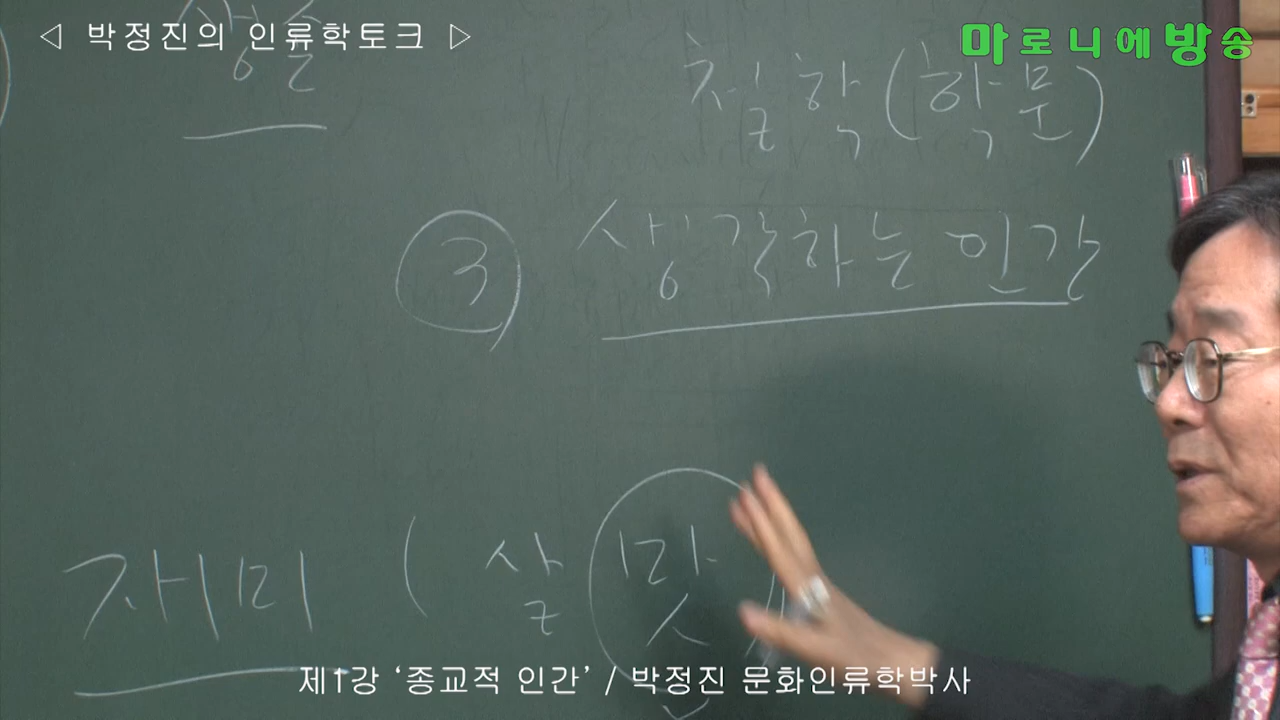 ◁ 박정진의 인류학토크 ▷
마로니에방송
철학(학문)
③ 생각하는 인간
재미 (살맛)
제1강 ‘종교적 인간’ / 박정진 문화인류학박사